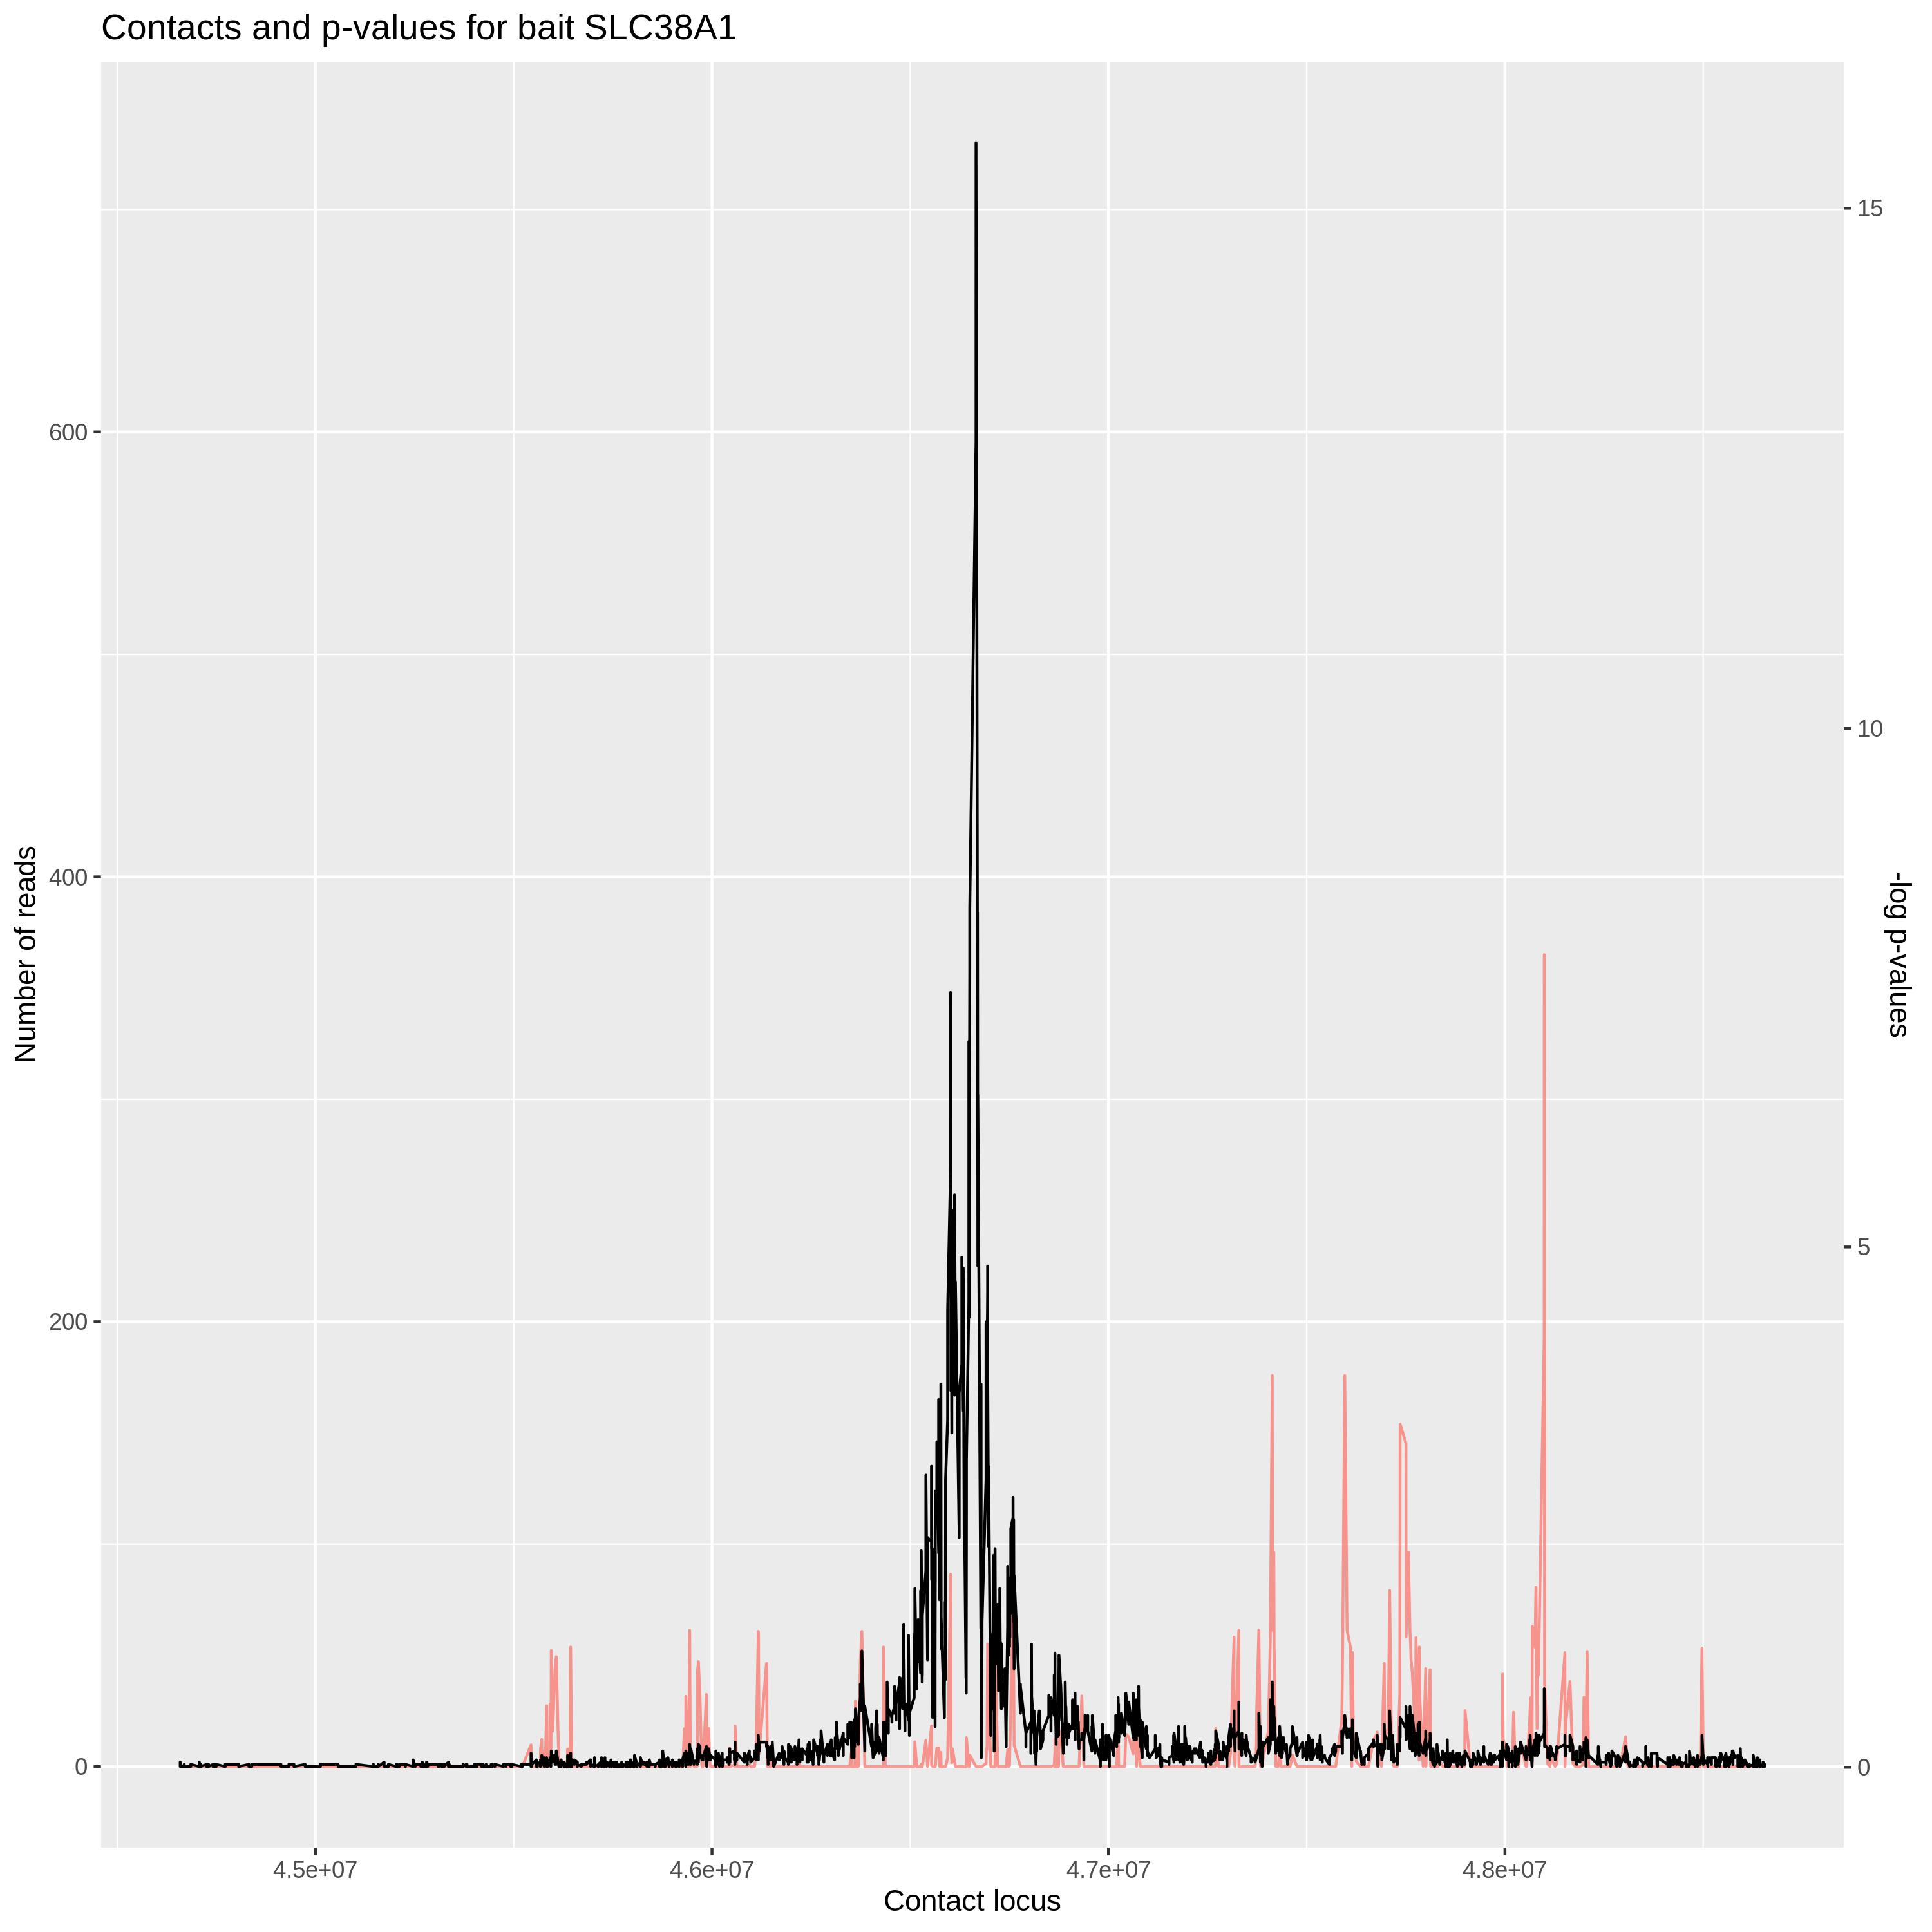 Contacts and p-values for bait SLC38A1
Number of reads
600
400
200
0
15
10
5
0
-log p-values
4.5e+07 4.6e+07 4.7e+07 4.8e+07
Contact locus